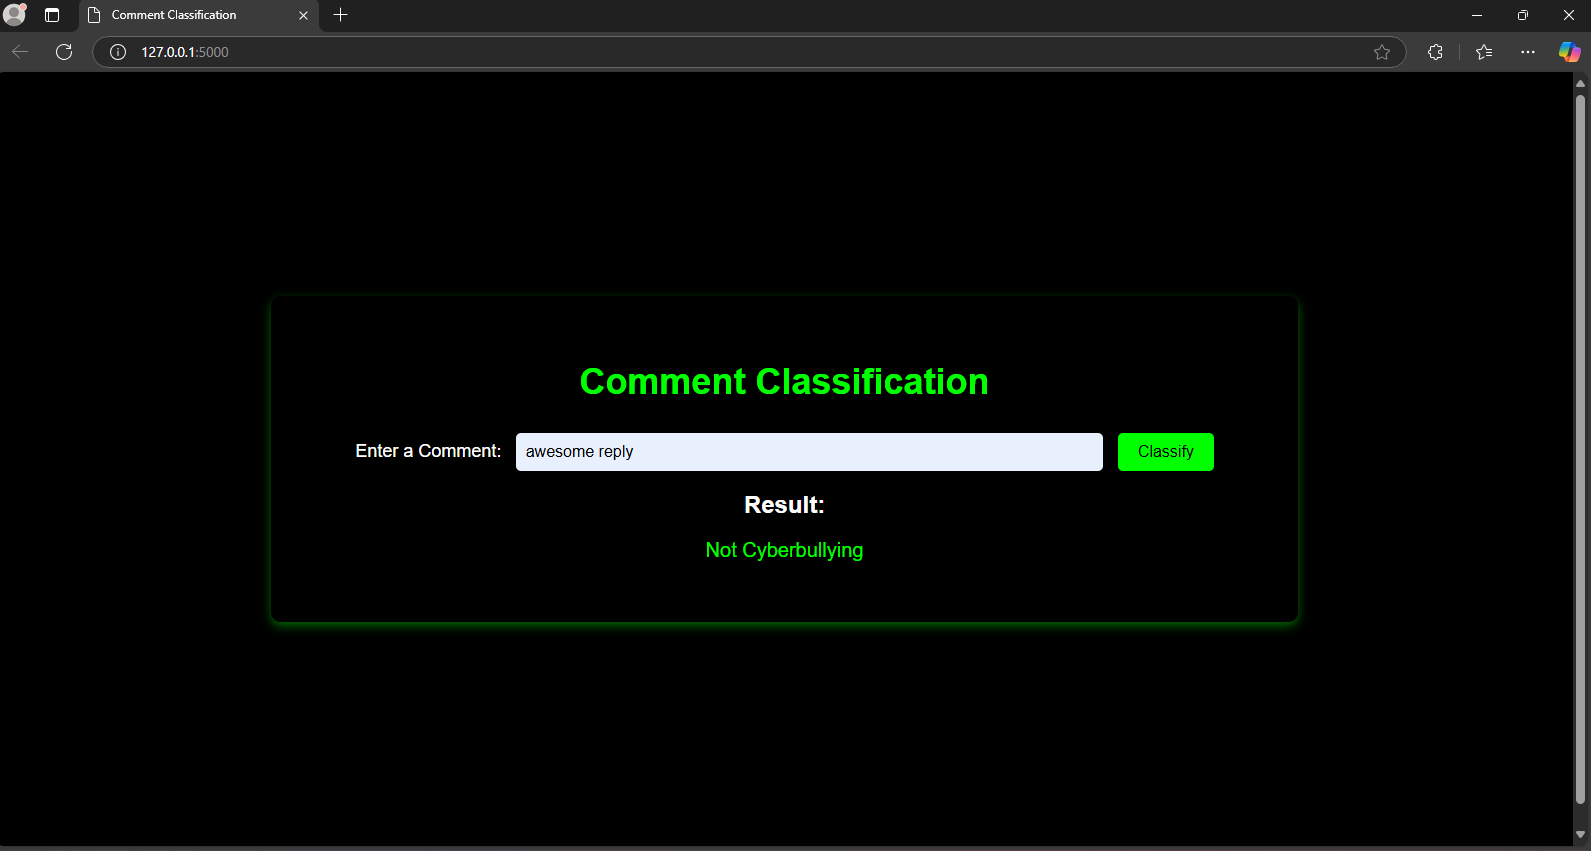 Comment Classification
127.0.0.1:5000
Comment Classification
Enter a Comment: awesome reply Classify
Result:
Not Cyberbullying